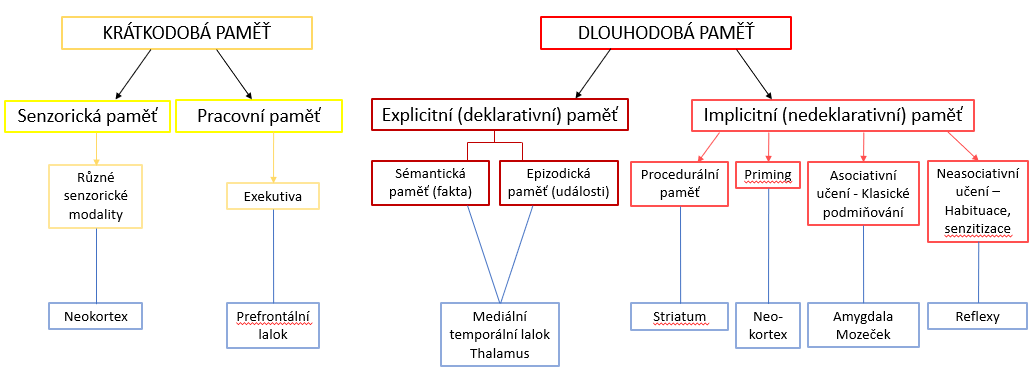 KRÁTKODOBÁ PAMĚŤ
DLOUHODOBÁ PAMĚŤ
Senzorická paměť
Pracovní paměť
Explicitní (deklarativní) paměť
Implicitní (nedeklarativní) paměť
Různé
senzorické
modality
Exekutiva
Sémantická
paměť (fakta)
Epizodická
paměť (události)
Procedurální
paměť
Priming
Asociativní
učení - Klasické
podmiňování
Neasociativní
učení –
Habituace,
senzitizace
Neokortex
Prefrontální
lalok
Mediální
temporální lalok
Thalamus
Striatum
Neo-
kortex
Amygdala
Mozeček
Reflexy